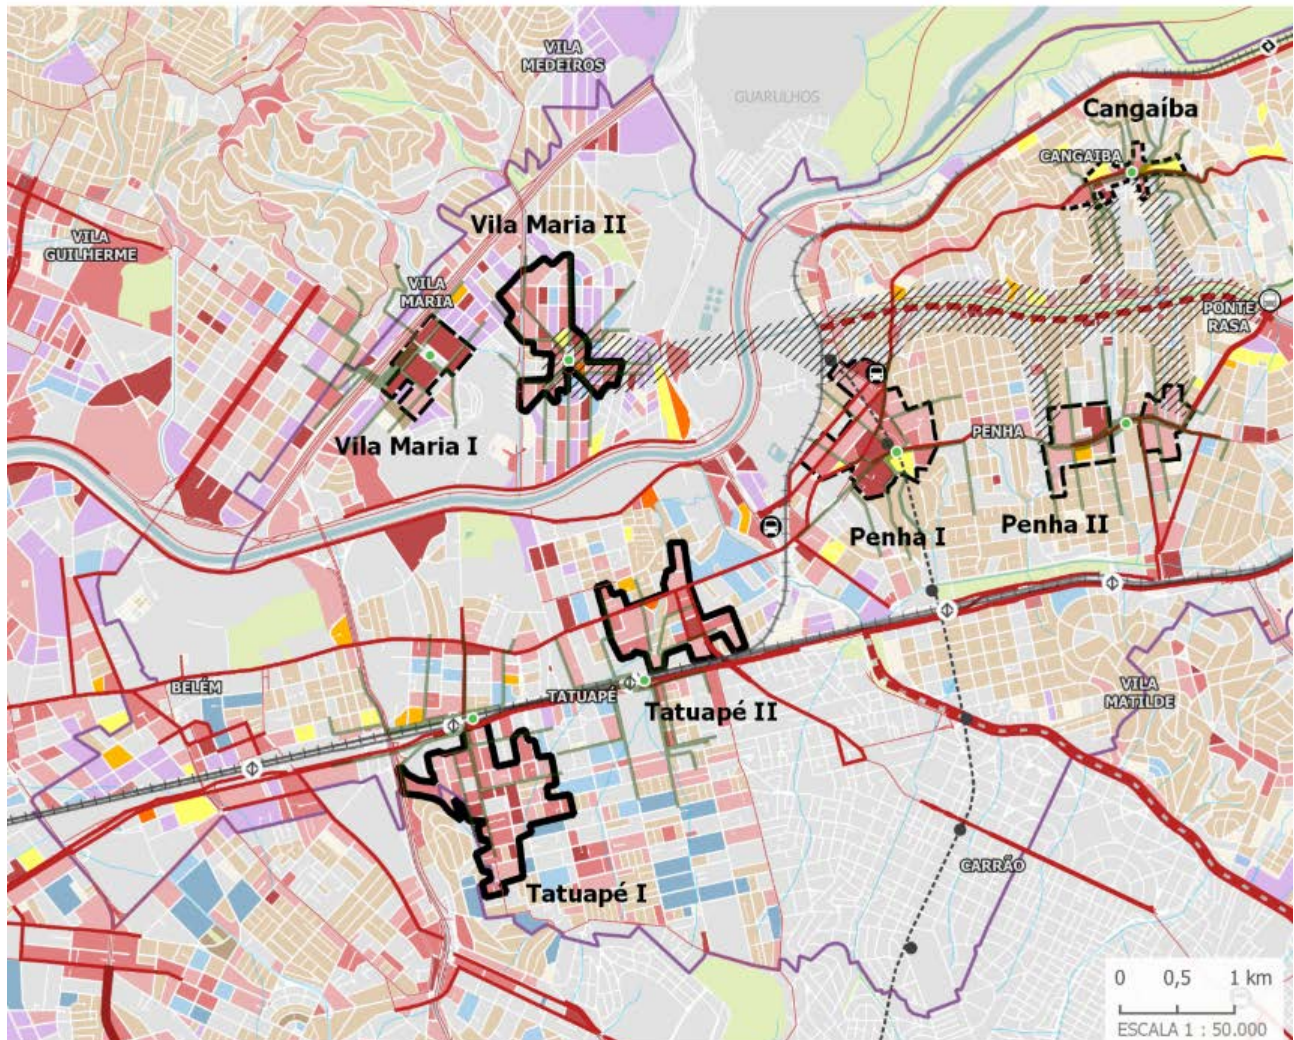 VILA
MEDEIROS
GUARULHOS
Cangaíba
CANGAIBA
Vila Maria II
VILA
GUILHERME
VILA
MARIA
PONTE
RASA
Vila Maria I
PENHA
Penha I
Penha II
BELÉM
TATUAPÉ
Tatuapé II
VILA
MATILDE
CARRÃO
Tatuapé I
0 0,5 1 km
ESCALA 1 : 50.000